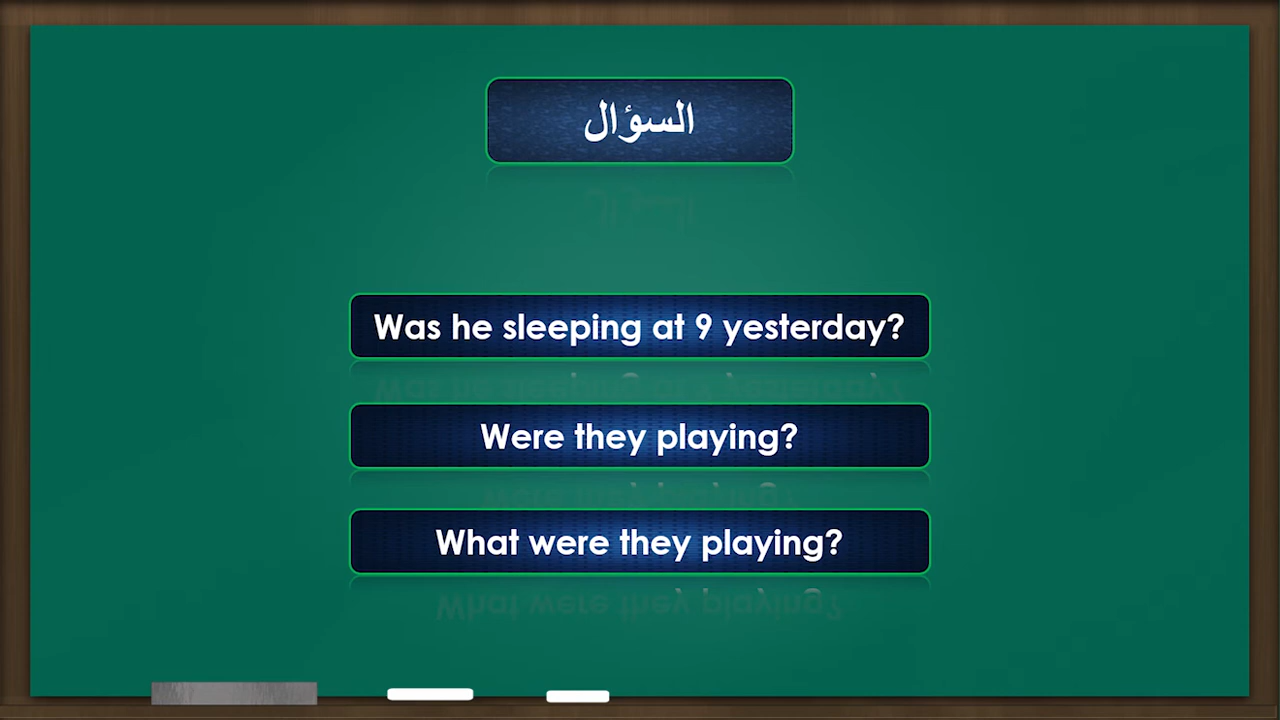 السؤال
Was he sleeping at 9 yesterday?
Were they playing?
What were they playing?